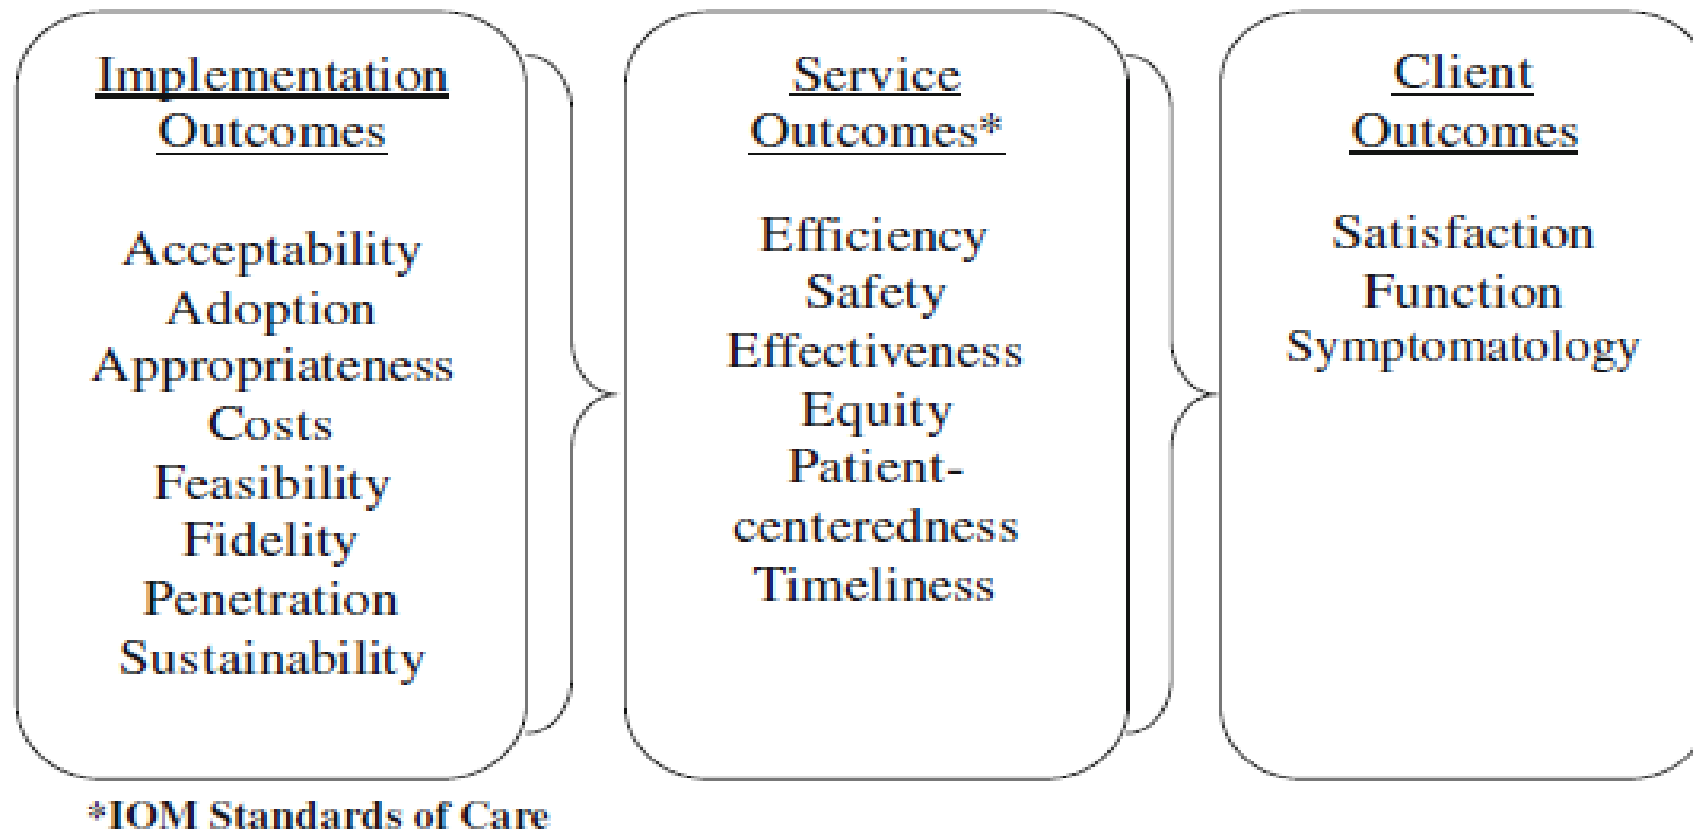 Implementation
Outcomes
Acceptability
Adoption
Appropriateness
Costs
Feasibility
Fidelity
Penetration
Sustainability
Service
Outcomes*
Efficiency
Safety
Effectiveness
Equity
Patient-
centeredness
Timeliness
Client
Outcomes
Satisfaction
Function
Symptomatology
*IOM Standards of Care